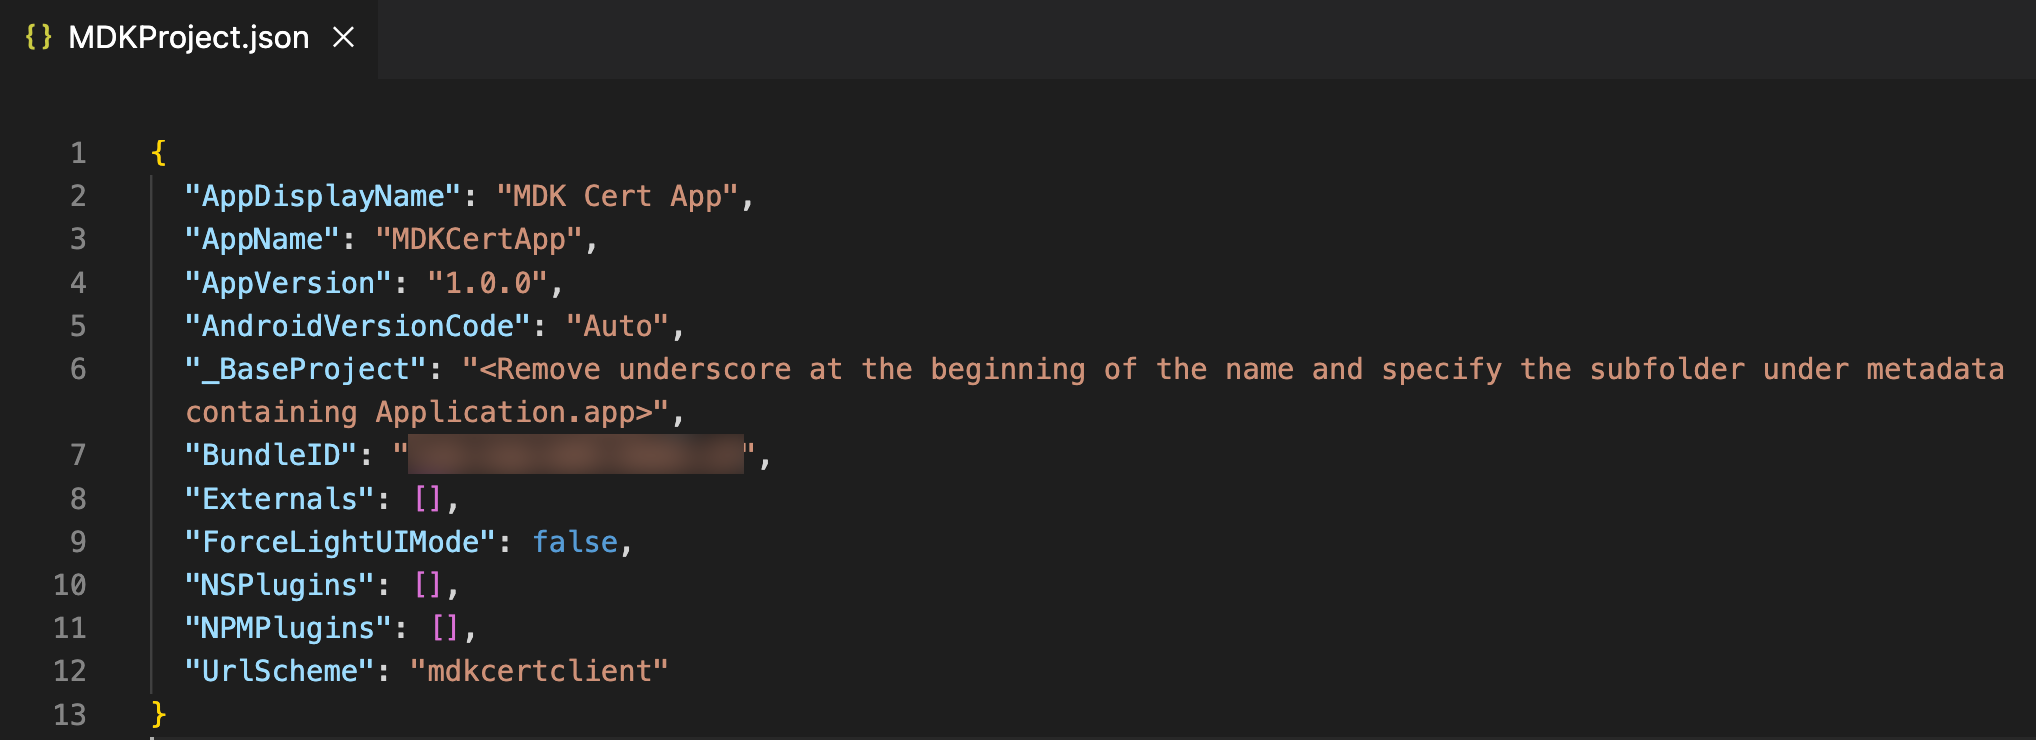 {} MDKProject.json ×
1 {
2 "AppDisplayName": "MDK Cert App",
3 "AppName": "MDKCertApp",
4 "AppVersion": "1.0.0",
5 "AndroidVersionCode": "Auto",
6 "_BaseProject": "<Remove underscore at the beginning of the name and specify the subfolder under metadata
containing Application.app>",
7 "BundleID": "",
8 "Externals": [],
9 "ForceLightUIMode": false,
10 "NSPlugins": [],
11 "NPMPlugins": [],
12 "UrlScheme": "mdkcertclient"
13 }